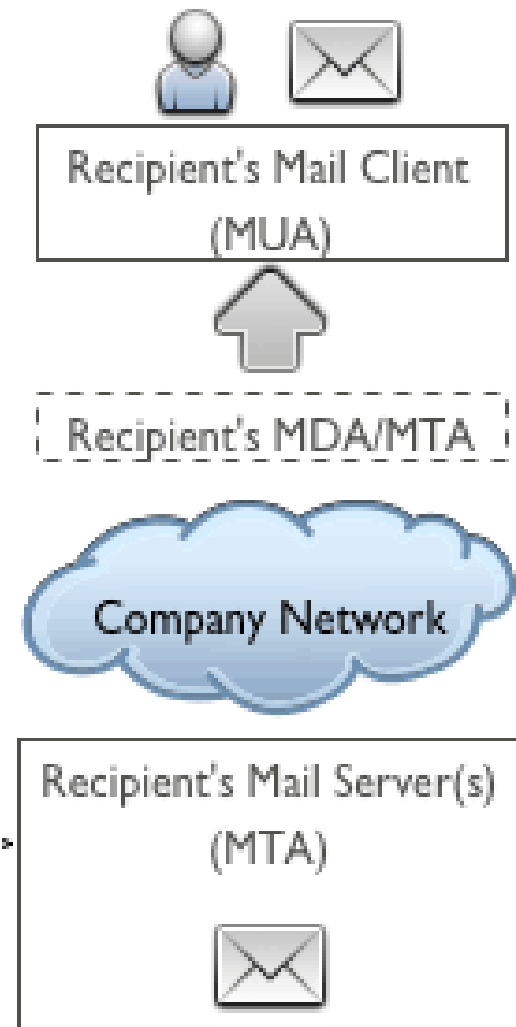 Recipient's Mail Client
(MUA)
Recipient's MDA/MTA
Company Network
Recipient's Mail Server(s)
(MTA)